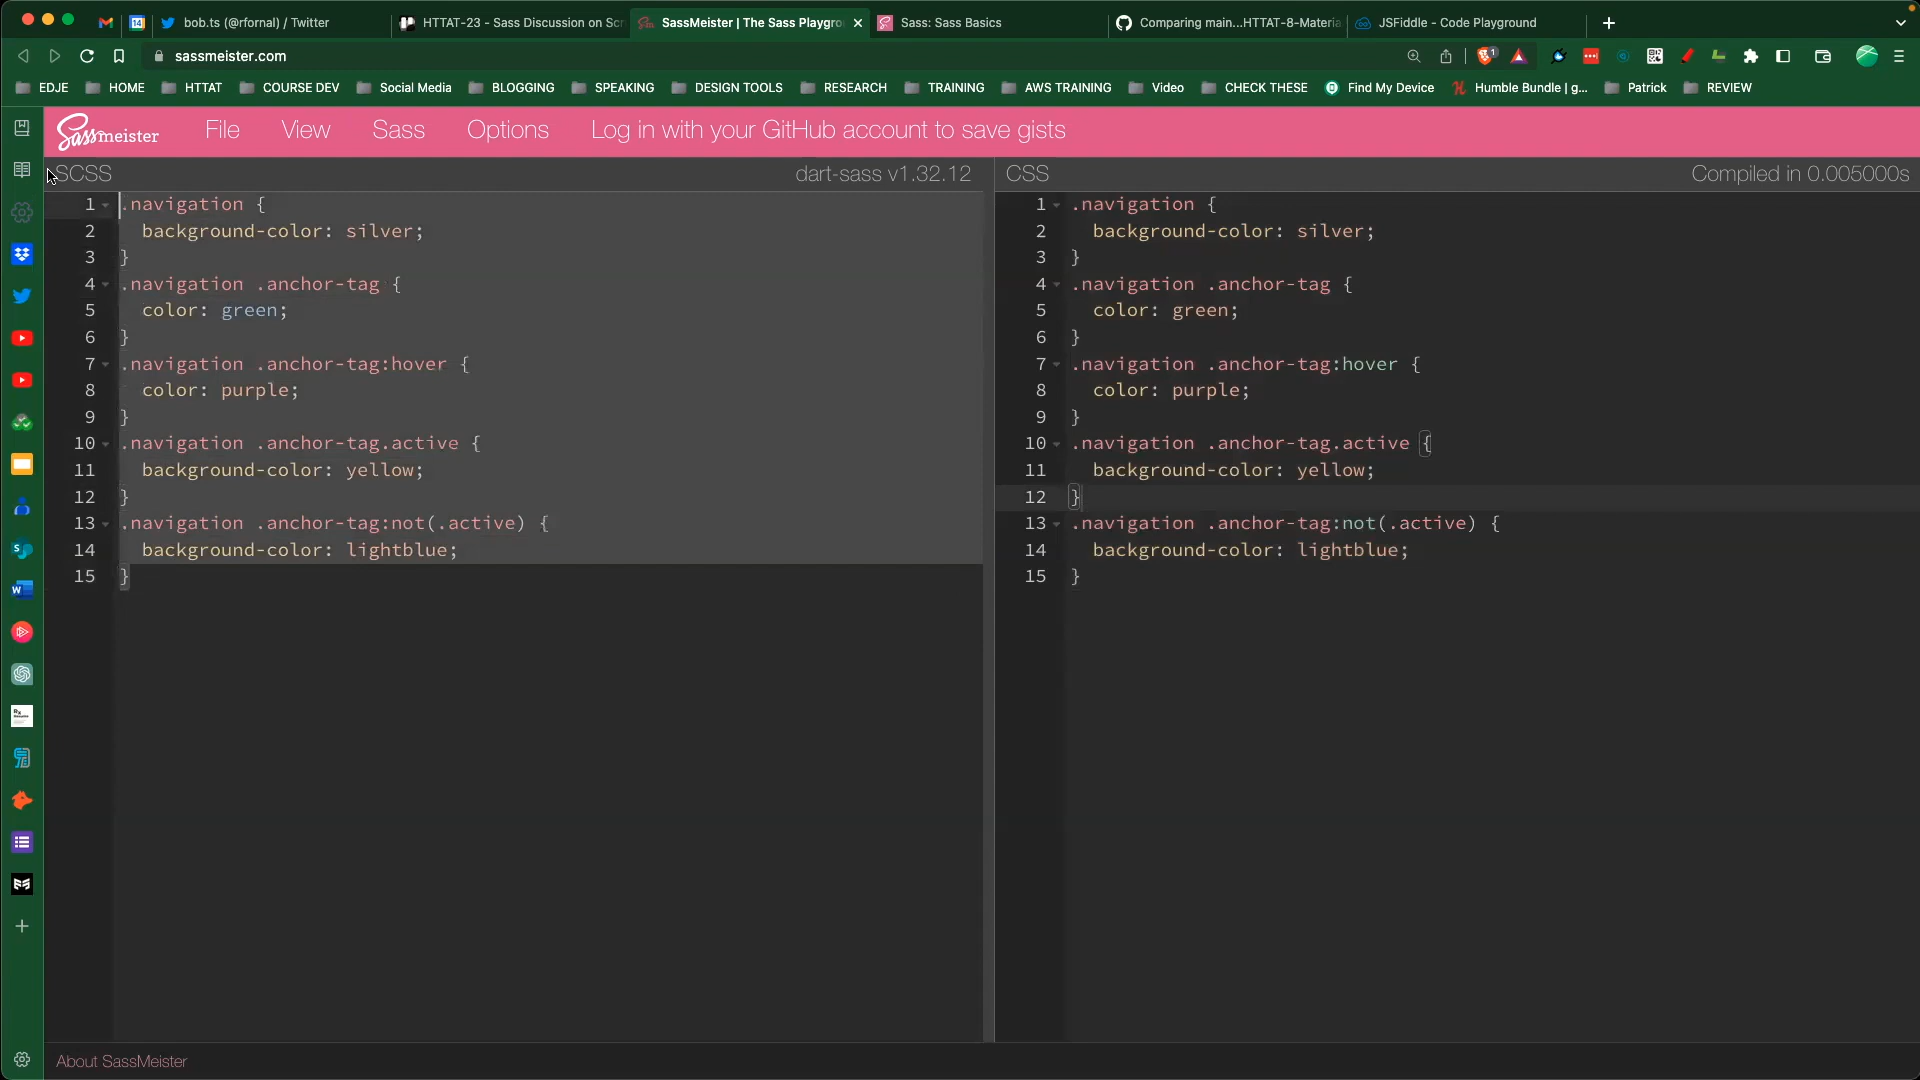 bob.ts (@rfornal) / Twitter
HTTAT-23 - Sass Discussion on Scr
SassMeister | The Sass Playgro
Sass: Sass Basics
Comparing main...HTTAT-8-Materia
JSFiddle - Code Playground
sassmeister.com
1
EDJE HOME HTTAT COURSE DEV Social Media BLOGGING SPEAKING DESIGN TOOLS RESEARCH TRAINING AWS TRAINING Video CHECK THESE Find My Device Humble Bundle | g... Patrick REVIEW
Sassmeister File View Sass Options Log in with your GitHub account to save gists
SCSS dart-sass v1.32.12
1 .navigation {
2 background-color: silver;
3 }
4 .navigation .anchor-tag {
5 color: green;
6 }
7 .navigation .anchor-tag:hover {
8 color: purple;
9 }
10 .navigation .anchor-tag.active {
11 background-color: yellow;
12 }
13 .navigation .anchor-tag:not(.active) {
14 background-color: lightblue;
15 }
CSS Compiled in 0.005000s
1 .navigation {
2 background-color: silver;
3 }
4 .navigation .anchor-tag {
5 color: green;
6 }
7 .navigation .anchor-tag:hover {
8 color: purple;
9 }
10 .navigation .anchor-tag.active {
11 background-color: yellow;
12 }
13 .navigation .anchor-tag:not(.active) {
14 background-color: lightblue;
15 }
About SassMeister